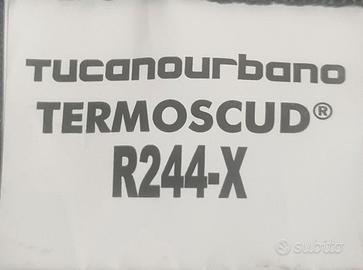 Tucanourbano
TERMOSCUD®
R244-X
subito